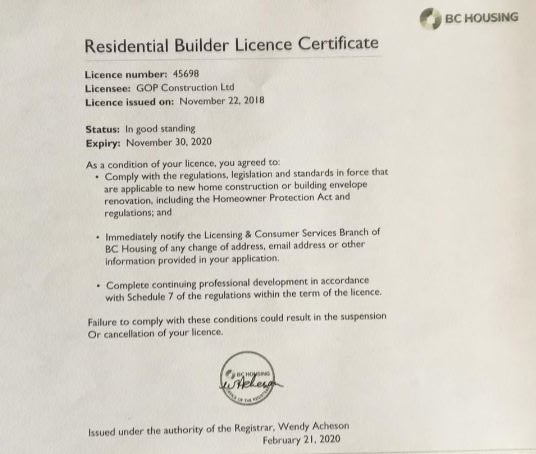 BC HOUSING
Residential Builder Licence Certificate
Licence number: 45698
Licensee: GOP Construction Ltd
Licence issued on: November 22, 2018
Status: In good standing
Expiry: November 30, 2020
As a condition of your licence, you agreed to:
• Comply with the regulations, legislation and standards in force that
are applicable to new home construction or building envelope
renovation, including the Homeowner Protection Act and
regulations; and
• Immediately notify the Licensing & Consumer Services Branch of
BC Housing of any change of address, email address or other
information provided in your application.
• Complete continuing professional development in accordance
with Schedule 7 of the regulations within the term of the licence.
Failure to comply with these conditions could result in the suspension
Or cancellation of your licence.
BC HOUSING
Issued under the authority of the Registrar, Wendy Acheson
February 21, 2020